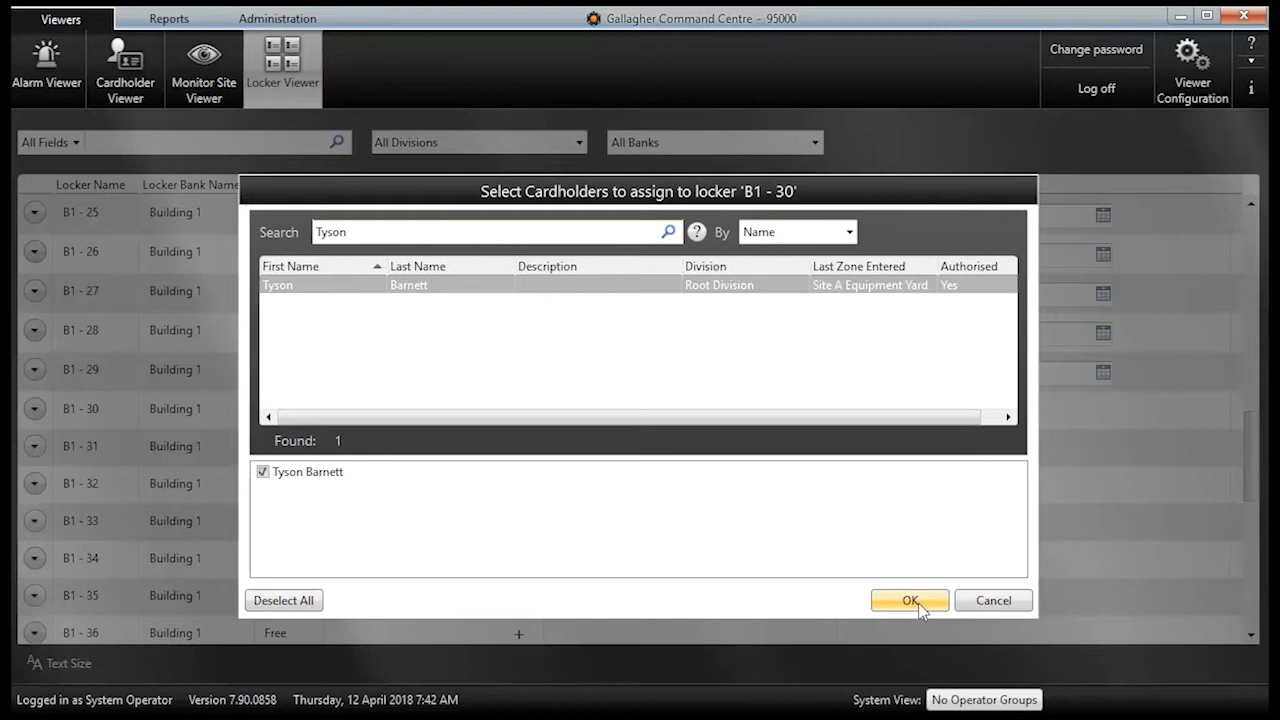 Viewers Reports Administration Gallagher Command Centre - 95000
Alarm Viewer
Cardholder Viewer
Monitor Site Viewer
Locker Viewer
Change password
Log off
Viewer Configuration
?
i
All Fields All Divisions All Banks
Locker Name Locker Bank Name
B1 - 25 Building 1
B1 - 26 Building 1
B1 - 27 Building 1
B1 - 28 Building 1
B1 - 29 Building 1
B1 - 30 Building 1
B1 - 31 Building 1
B1 - 32 Building 1
B1 - 33 Building 1
B1 - 34 Building 1
B1 - 35 Building 1
B1 - 36 Building 1 Free +
Select Cardholders to assign to locker 'B1 - 30'
Search Tyson ? By Name
First Name Last Name Description Division Last Zone Entered Authorised
Tyson Barnett Root Division Site A Equipment Yard Yes
Found: 1
Tyson Barnett
Deselect All OK Cancel
AA Text Size
Logged in as System Operator Version 7.90.0858 Thursday, 12 April 2018 7:42 AM System View: No Operator Groups